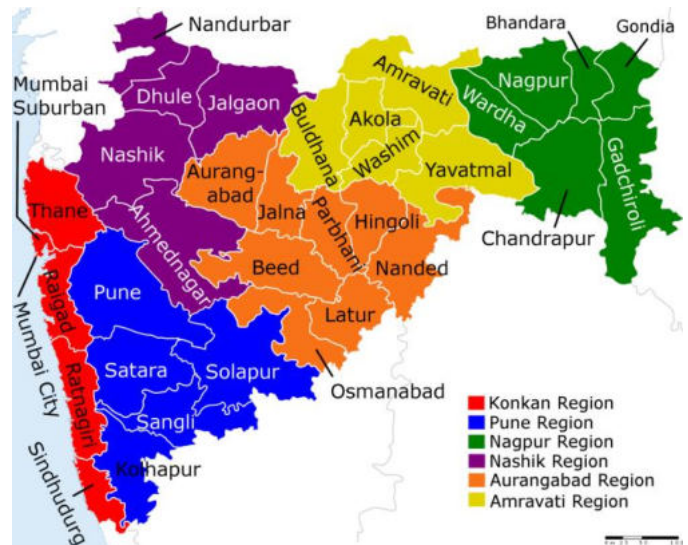 Nandurbar
Bhandara
Gondia
Mumbai
Suburban
Dhule
Jalgaon
Amravati
Nagpur
Wardha
Buldhana
Akola
Washim
Nashik
Aurang-
abad
Yavatmal
Gadchiroli
Thane
Ahmednagar
Jalna
Parbhani
Hingoli
Chandrapur
Raigad
Pune
Beed
Nanded
Mumbai City
Latur
Ratnagiri
Satara
Solapur
Osmanabad
Sangli
Sindhudurg
Kolhapur
Konkan Region
Pune Region
Nagpur Region
Nashik Region
Aurangabad Region
Amravati Region